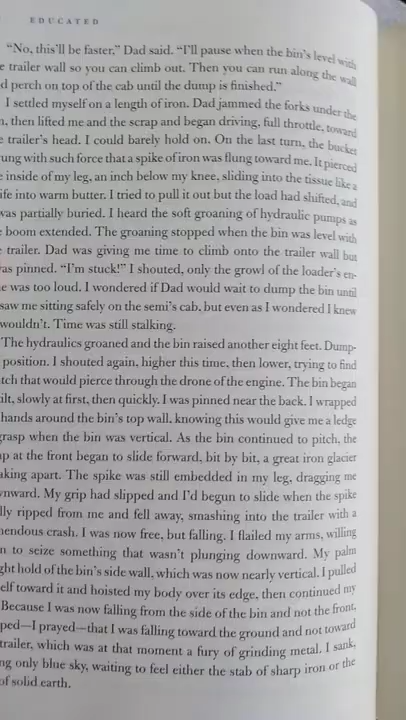 EDUCATED
"No, this'll be faster," Dad said. "I'll pause when the bin's level with
trailer wall so you can climb out. Then you can run along the wall
perch on top of the cab until the dump is finished."
I settled myself on a length of iron. Dad jammed the forks under the
then lifted me and the scrap and began driving, full throttle, toward
trailer's head. I could barely hold on. On the last turn, the bucket
ung with such force that a spike of iron was flung toward me. It pierced
inside of my leg, an inch below my knee, sliding into the tissue like a
ife into warm butter. I tried to pull it out but the load had shifted, and
was partially buried. I heard the soft groaning of hydraulic pumps as
boom extended. The groaning stopped when the bin was level with
trailer. Dad was giving me time to climb onto the trailer wall but
as pinned. "I'm stuck!" I shouted, only the growl of the loader's en-
e was too loud. I wondered if Dad would wait to dump the bin until
saw me sitting safely on the semi's cab, but even as I wondered I knew
wouldn't. Time was still stalking.
The hydraulics groaned and the bin raised another eight feet. Dump-
position. I shouted again, higher this time, then lower, trying to find
tch that would pierce through the drone of the engine. The bin began
ilt, slowly at first, then quickly. I was pinned near the back. I wrapped
hands around the bin's top wall, knowing this would give me a ledge
grasp when the bin was vertical. As the bin continued to pitch, the
ap at the front began to slide forward, bit by bit, a great iron glacier
aking apart. The spike was still embedded in my leg, dragging me
wnward. My grip had slipped and I'd begun to slide when the spike
lly ripped from me and fell away, smashing into the trailer with a
mendous crash. I was now free, but falling. I flailed my arms, willing
n to seize something that wasn't plunging downward. My palm
ght hold of the bin's side wall, which was now nearly vertical. I pulled
elf toward it and hoisted my body over its edge, then continued my
Because I was now falling from the side of the bin and not the front,
ped—I prayed—that I was falling toward the ground and not toward
trailer, which was at that moment a fury of grinding metal. I sank,
ng only blue sky, waiting to feel either the stab of sharp iron or the
of solid earth.